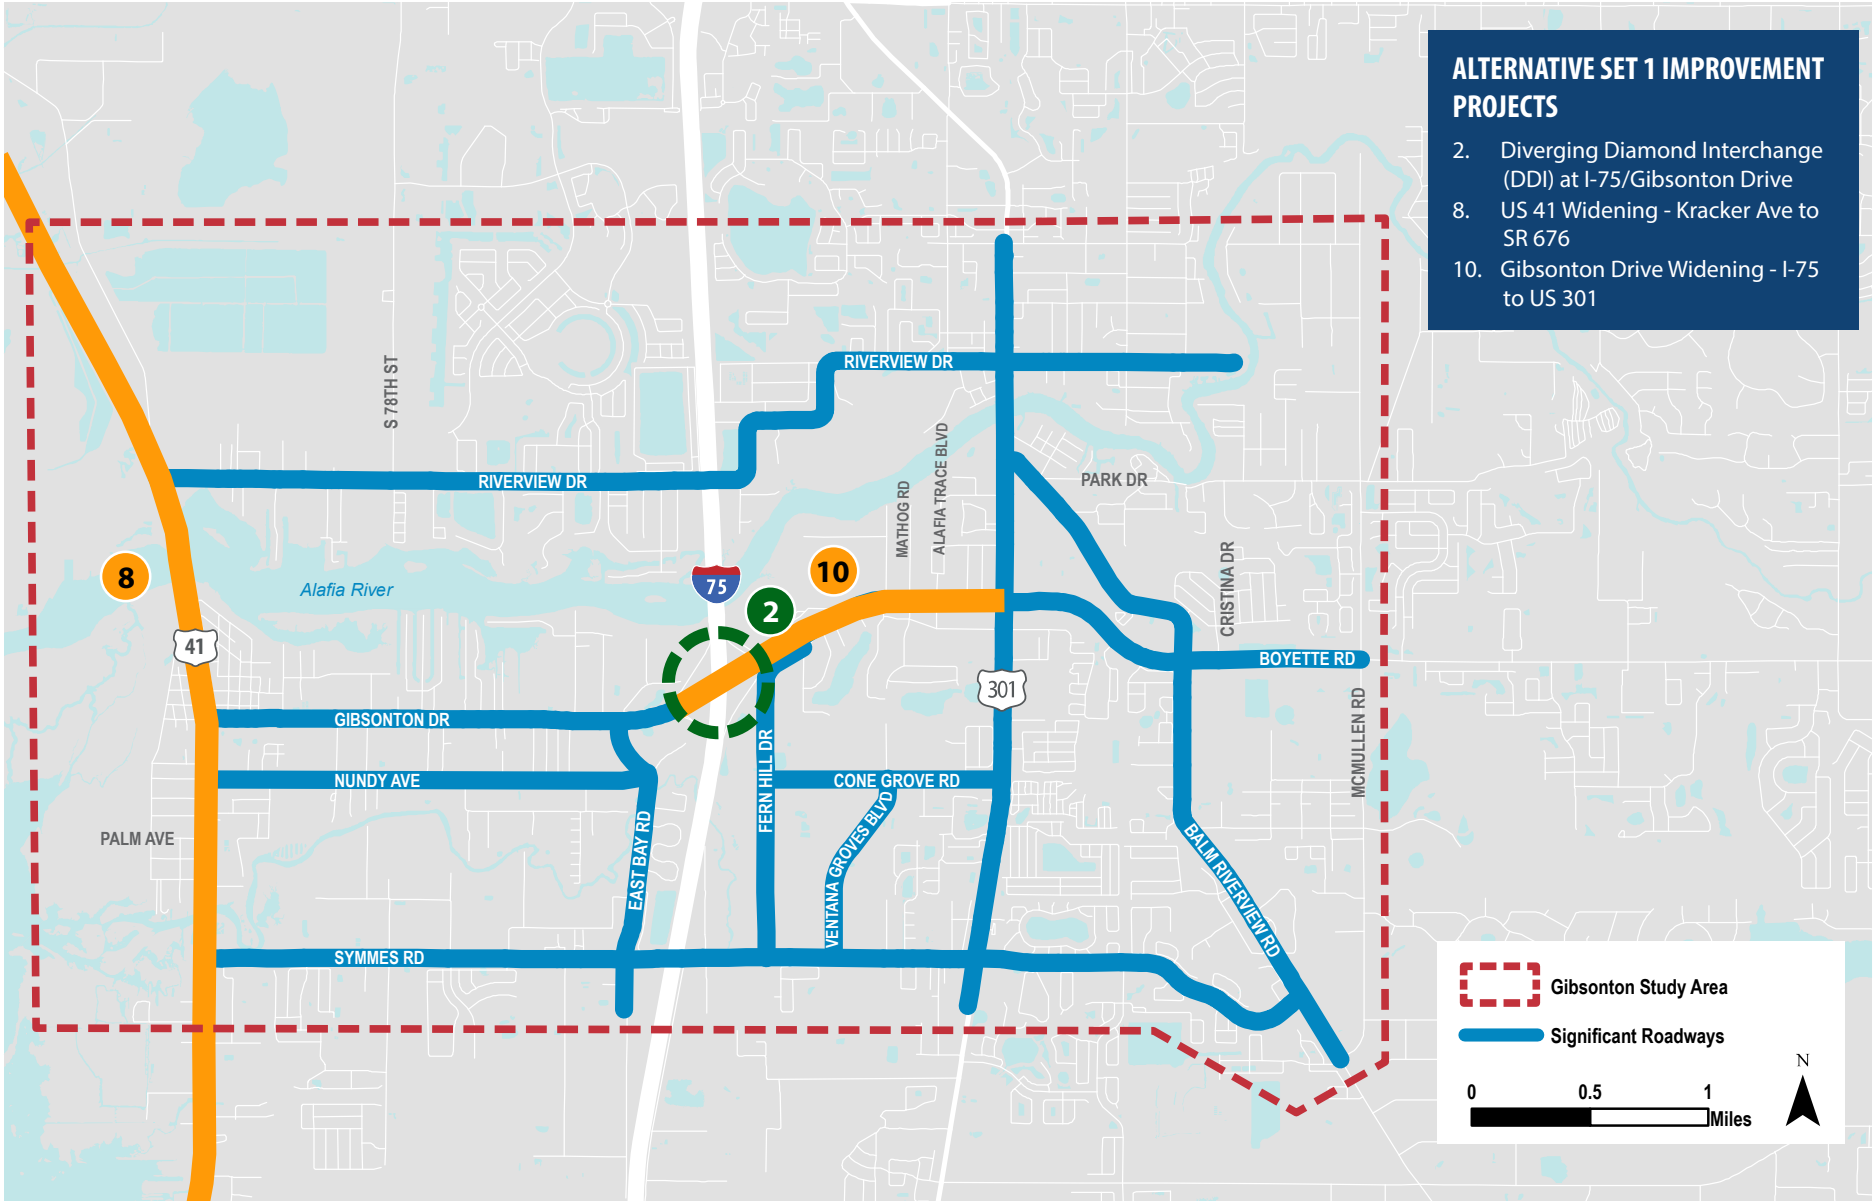 ALTERNATIVE SET 1 IMPROVEMENT
PROJECTS
2. Diverging Diamond Interchange
(DDI) at I-75/Gibsonton Drive
8. US 41 Widening - Kracker Ave to
SR 676
10. Gibsonton Drive Widening - I-75
to US 301
RIVERVIEW DR
S 78TH ST
ALAFIA TRACE BLVD
MATHOG RD
PARK DR
RIVERVIEW DR
8
Alafia River
75
10
2
CRISTINA DR
41
BOYETTE RD
301
MCMULLEN RD
GIBSONTON DR
NUNDY AVE
FERN HILL DR
CONE GROVE RD
PALM AVE
EAST BAY RD
VENTANA GROVES BLVD
BALM RIVERVIEW RD
SYMMES RD
Gibsonton Study Area
Significant Roadways
N
0 0.5 1
Miles